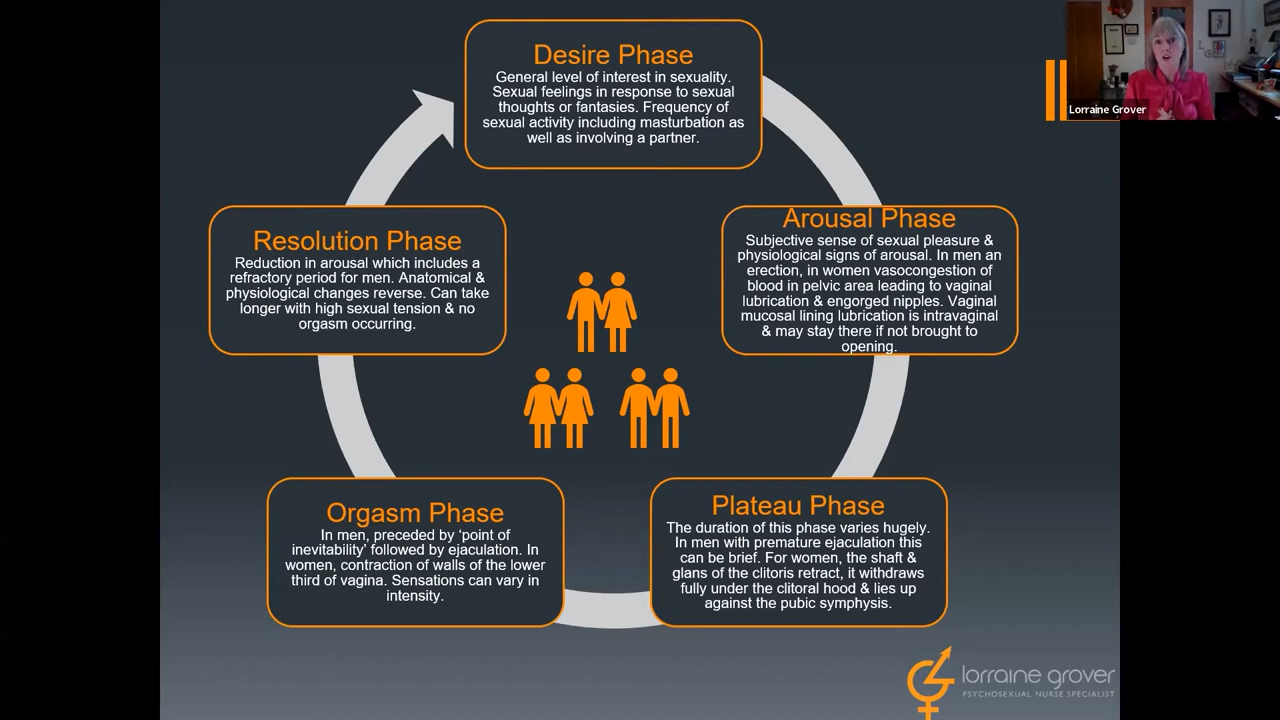 Desire Phase
General level of interest in sexuality.
Sexual feelings in response to sexual
thoughts or fantasies. Frequency of
sexual activity including masturbation as
well as involving a partner.
Lorraine Grover
Arousal Phase
Subjective sense of sexual pleasure &
physiological signs of arousal. In men an
erection, in women vasocongestion of
blood in pelvic area leading to vaginal
lubrication & engorged nipples. Vaginal
mucosal lining lubrication is intravaginal
& may stay there if not brought to
opening.
Resolution Phase
Reduction in arousal which includes a
refractory period for men. Anatomical &
physiological changes reverse. Can take
longer with high sexual tension & no
orgasm occurring.
Plateau Phase
The duration of this phase varies hugely.
In men with premature ejaculation this
can be brief. For women, the shaft &
glans of the clitoris retract, it withdraws
fully under the clitoral hood & lies up
against the pubic symphysis.
Orgasm Phase
In men, preceded by ‘point of
inevitability’ followed by ejaculation. In
women, contraction of walls of the lower
third of vagina. Sensations can vary in
intensity.
lorraine grover
PSYCHOSEXUAL NURSE SPECIALIST